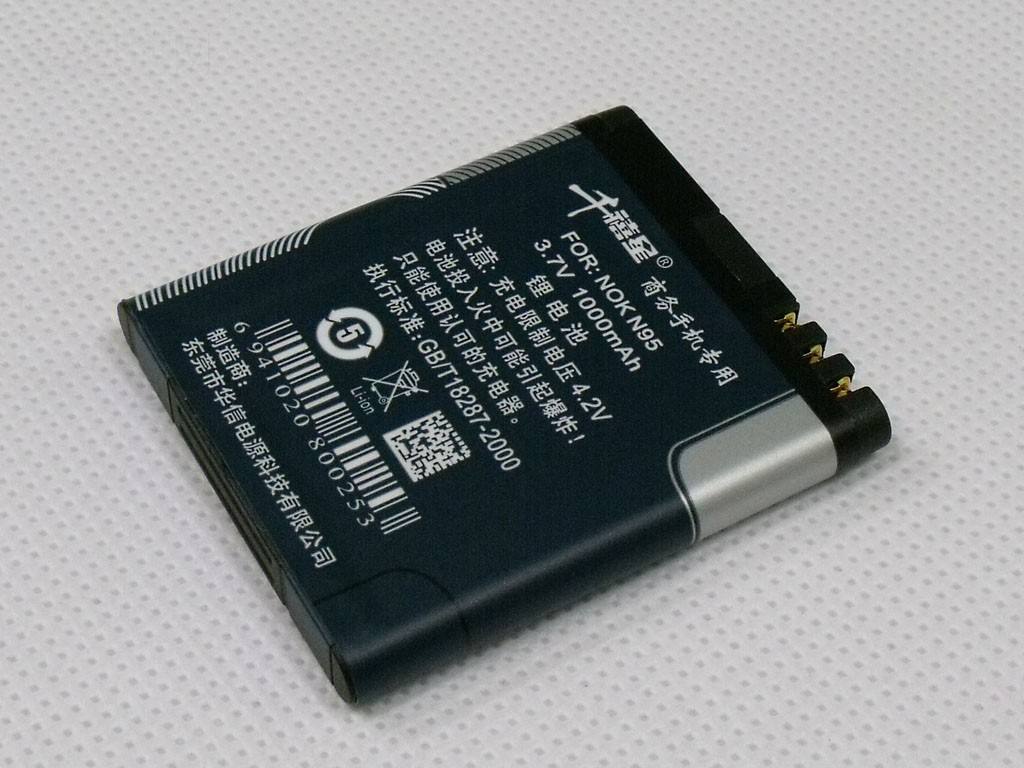 千禧星® 商务手机专用
FOR: NOKN95
3.7V 1000mAh
锂电池
注意: 充电限制电压4.2V
电池投入火中可能引起爆炸!
只能使用认可的充电器。
执行标准: GB/T18287-2000
5
Li-ion
6 941020 800253
制造商:
东莞市华信电源科技有限公司